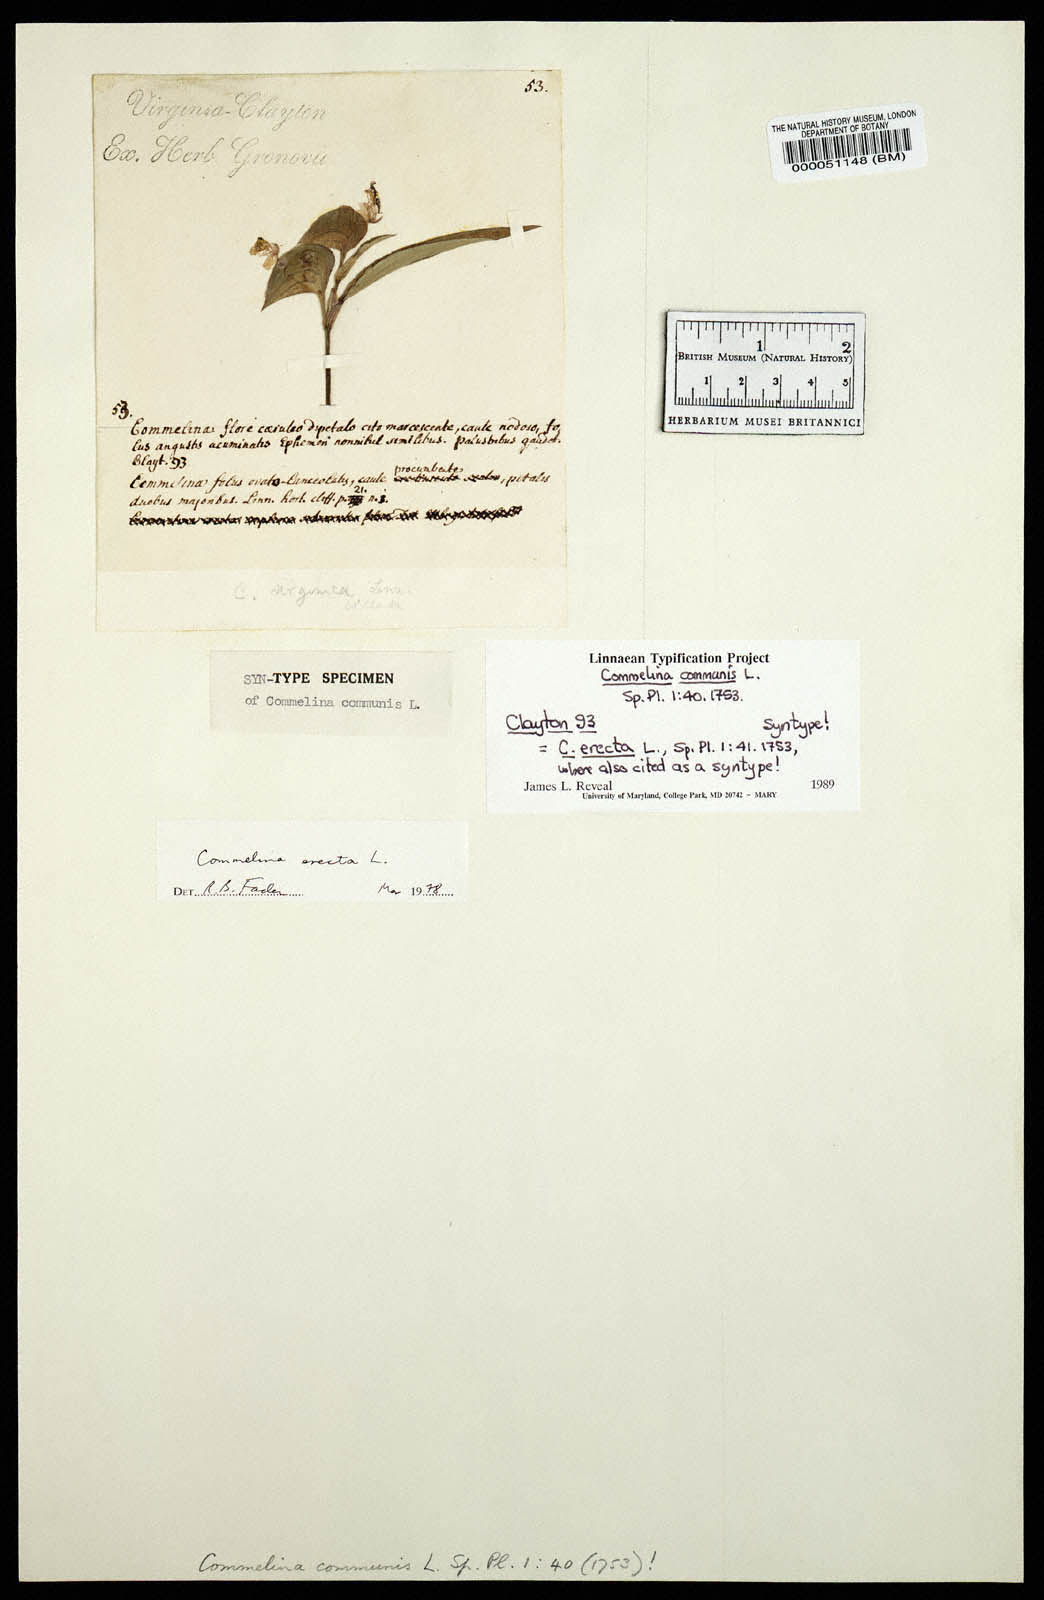 53.
Virginia-Clayton
Ex. Herb. Gronovii
THE NATURAL HISTORY MUSEUM, LONDON
DEPARTMENT OF BOTANY
000051148 (BM)
1 2
BRITISH MUSEUM (NATURAL HISTORY)
1 2 3 4 5
HERBARIUM MUSEI BRITANNICI
53.
Commelina flore caeruleo dipetalo cito marcescente, caule nodoso, fo,
liis angustis acuminatis Ephemeri nonnihil similibus. Palustribus gaudet.
Clayt. 93
Commelina foliis ovato-lanceolatis, caule procumbente, petalis
duobus majoribus. Linn. hort. cliff. p. 21. n.
C. virginica Linn.
SYN-TYPE SPECIMEN
of Commelina communis L.
Linnaean Typification Project
Commelina communis L.
Sp. Pl. 1:40. 1753.
Clayton 93 Syntype!
= C. erecta L., Sp. Pl. 1:41. 1753,
where also cited as a syntype!
James L. Reveal 1989
University of Maryland, College Park, MD 20742 – MARY
Commelina erecta L.
DET. R.B. Faden Mar 1978
Commelina communis L. Sp. Pl. 1:40 (1753)!